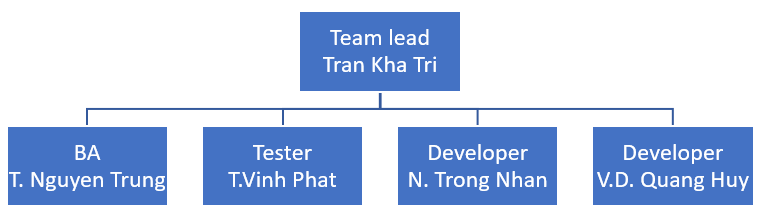 Team lead
Tran Kha Tri
BA
T. Nguyen Trung
Tester
T.Vinh Phat
Developer
N. Trong Nhan
Developer
V.D. Quang Huy